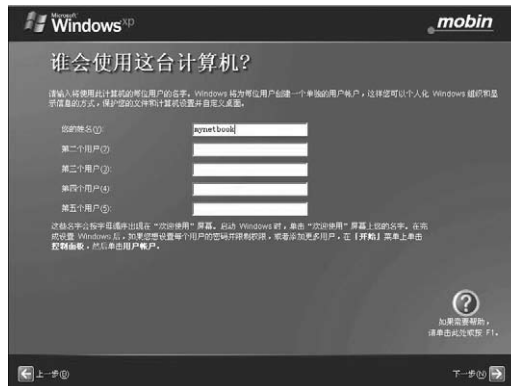 Microsoft
Windows xp
mobin
谁会使用这台计算机?
请输入将使用此计算机的每位用户的名字。Windows 将为每位用户创建一个单独的用户帐户，这样您可以个人化 Windows 组织和显
示信息的方式，保护您的文件和计算机设置并自定义桌面。
您的姓名(Y):
mynetbook
第二个用户(2):
第三个用户(3):
第四个用户(4):
第五个用户(5):
这些名字会按字母顺序出现在“欢迎使用”屏幕。启动 Windows 时，单击“欢迎使用”屏幕上您的名字。在完
成设置 Windows 后，如果您想设置每个用户的密码并限制权限，或者添加更多用户，在「开始」菜单上单击
控制面板，然后单击用户帐户。
如果需要帮助，
请单击此处或按 F1。
上一步(B)
下一步(N)